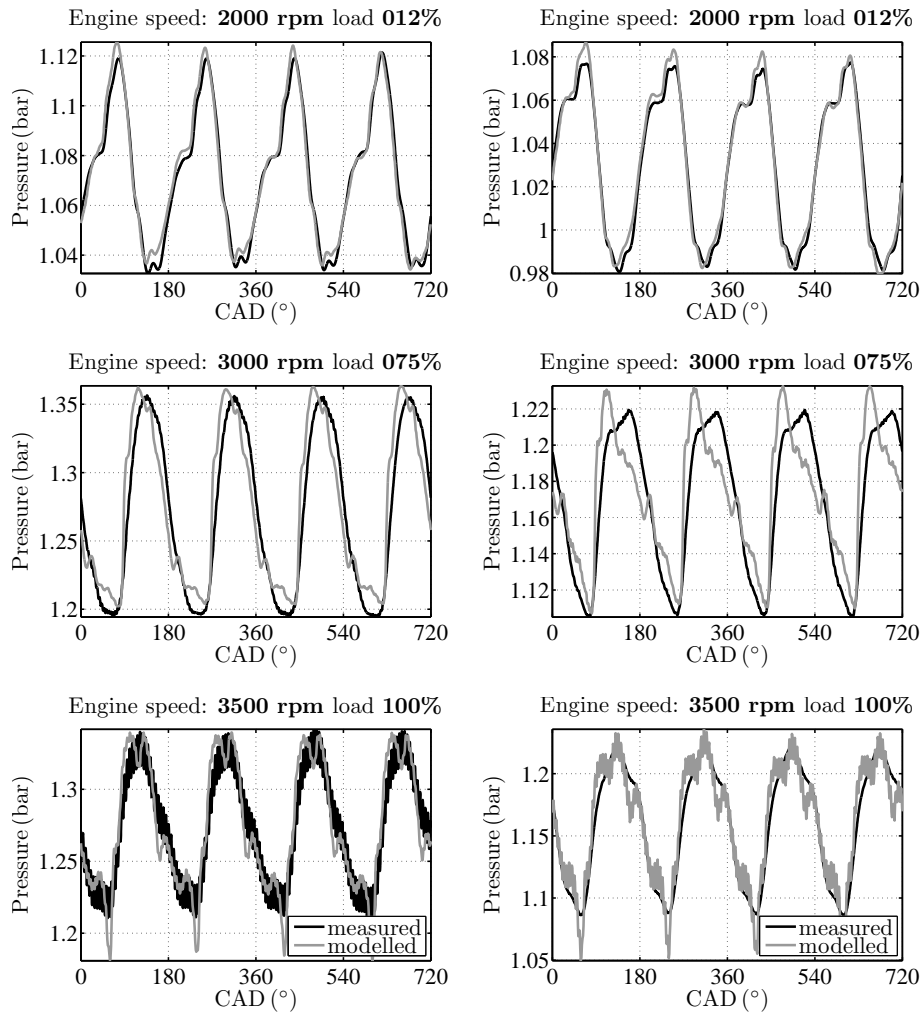 Engine speed: 2000 rpm load 012%
Engine speed: 2000 rpm load 012%
Pressure (bar)
1.12
1.1
1.08
1.06
1.04
0 180 360 540 720
CAD (°)
Pressure (bar)
1.08
1.06
1.04
1.02
1
0.98
0 180 360 540 720
CAD (°)
Engine speed: 3000 rpm load 075%
Engine speed: 3000 rpm load 075%
Pressure (bar)
1.35
1.3
1.25
1.2
0 180 360 540 720
CAD (°)
Pressure (bar)
1.22
1.2
1.18
1.16
1.14
1.12
0 180 360 540 720
CAD (°)
Engine speed: 3500 rpm load 100%
Engine speed: 3500 rpm load 100%
Pressure (bar)
1.3
1.25
1.2
measured
modelled
0 180 360 540 720
CAD (°)
Pressure (bar)
1.2
1.15
1.1
1.05
measured
modelled
0 180 360 540 720
CAD (°)